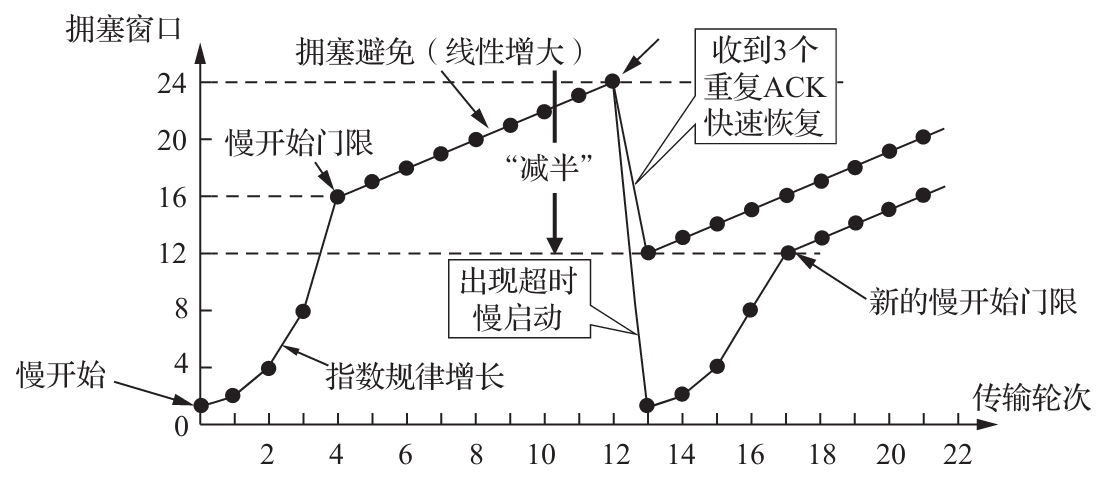 拥塞窗口
拥塞避免（线性增大）
收到3个
重复ACK
快速恢复
24
20
慢开始门限
“减半”
16
12
出现超时
慢启动
新的慢开始门限
8
4
慢开始
指数规律增长
传输轮次
0
2 4 6 8 10 12 14 16 18 20 22